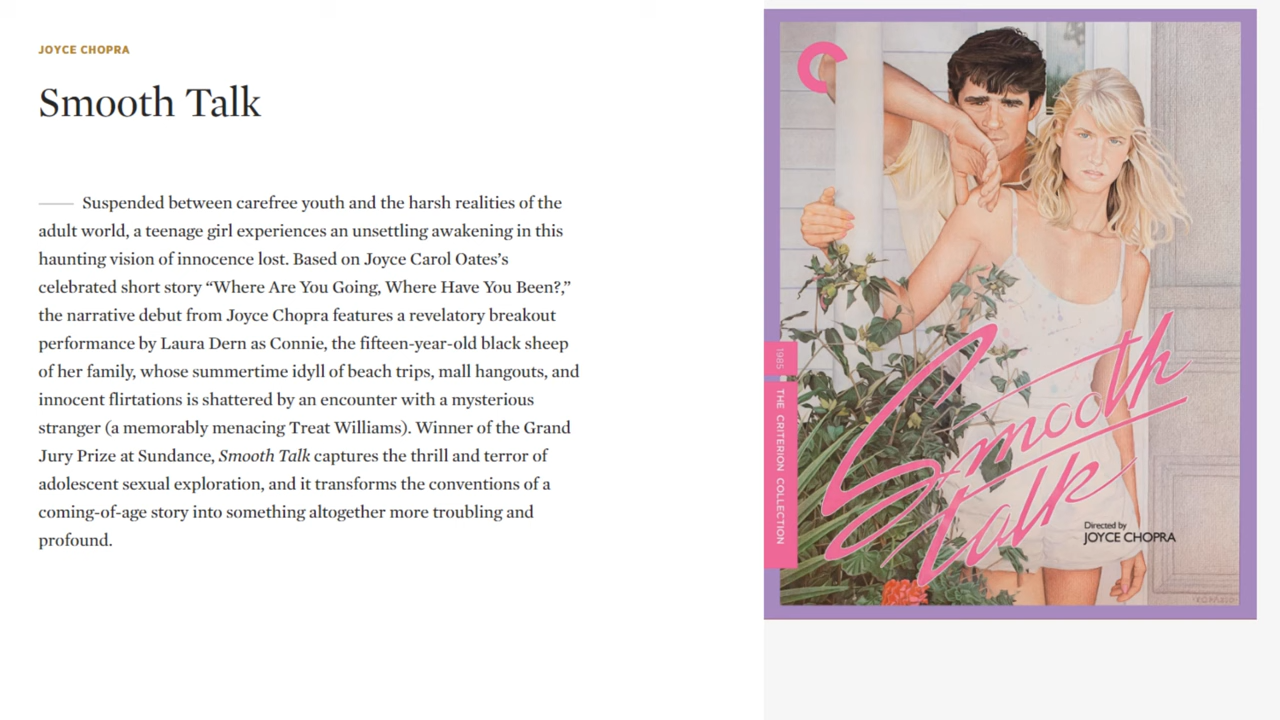 JOYCE CHOPRA
Smooth Talk
Suspended between carefree youth and the harsh realities of the
adult world, a teenage girl experiences an unsettling awakening in this
haunting vision of innocence lost. Based on Joyce Carol Oates’s
celebrated short story “Where Are You Going, Where Have You Been?,”
the narrative debut from Joyce Chopra features a revelatory breakout
performance by Laura Dern as Connie, the fifteen-year-old black sheep
of her family, whose summertime idyll of beach trips, mall hangouts, and
innocent flirtations is shattered by an encounter with a mysterious
stranger (a memorably menacing Treat Williams). Winner of the Grand
Jury Prize at Sundance, Smooth Talk captures the thrill and terror of
adolescent sexual exploration, and it transforms the conventions of a
coming-of-age story into something altogether more troubling and
profound.
1985
THE CRITERION COLLECTION
Smooth
talk
Directed by
JOYCE CHOPRA